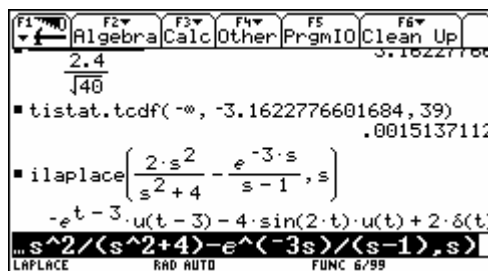 F1 F2 F3 F4 F5 F6
Algebra Calc Other PrgmIO Clean Up
2.4
√40
3.16227766
tistat.tcdf(-∞, -3.1622776601684, 39)
.0015137112
ilaplace(2·s^2/(s^2+4) - e^(-3·s)/(s-1), s)
-e^(t-3)·u(t-3)-4·sin(2·t)·u(t)+2·δ(t)
…s^2/(s^2+4)-e^(-3s)/(s-1),s)
LAPLACE RAD AUTO FUNC 6/99